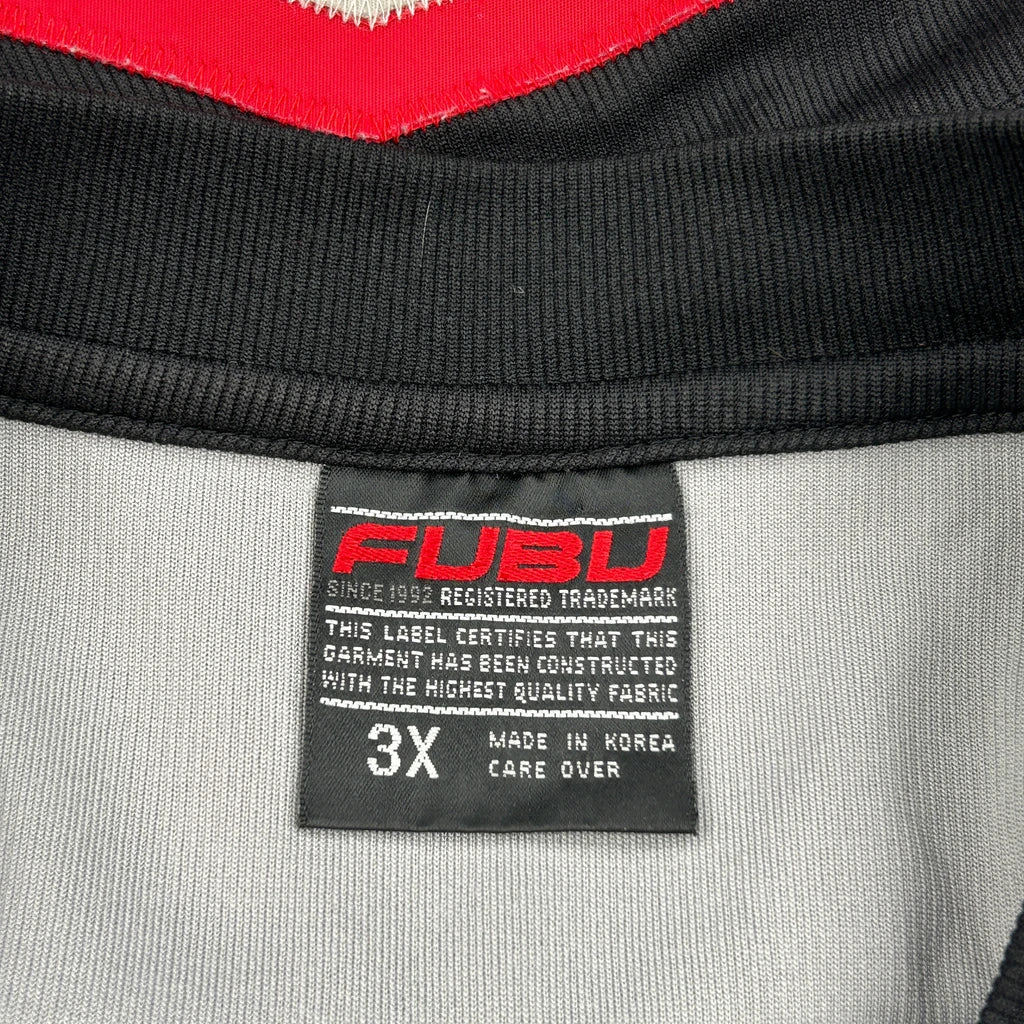 FUBU
SINCE 1992 REGISTERED TRADEMARK
THIS LABEL CERTIFIES THAT THIS
GARMENT HAS BEEN CONSTRUCTED
WITH THE HIGHEST QUALITY FABRIC
3X MADE IN KOREA
CARE OVER